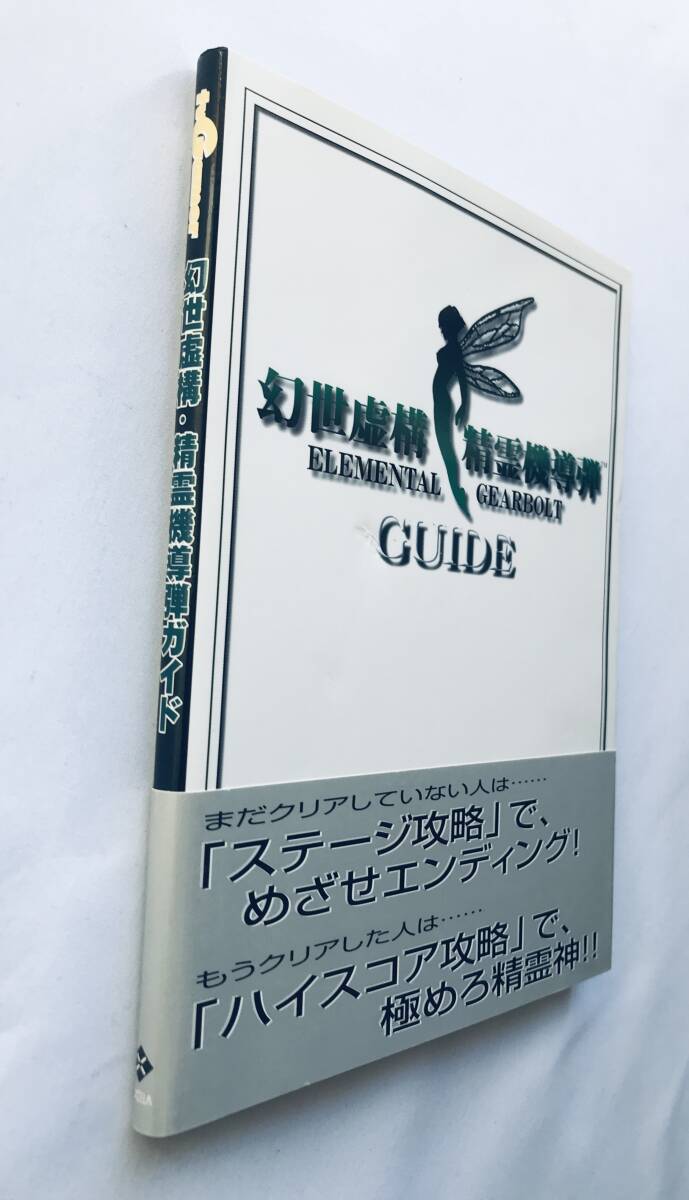 幻世虚構・精霊機導弾ガイド
幻世虚構 精霊機導弾™
ELEMENTAL GEARBOLT
GUIDE
まだクリアしていない人は……
「ステージ攻略」で、
めざせエンディング!
もうクリアした人は……
「ハイスコア攻略」で、
極めろ精霊神!!